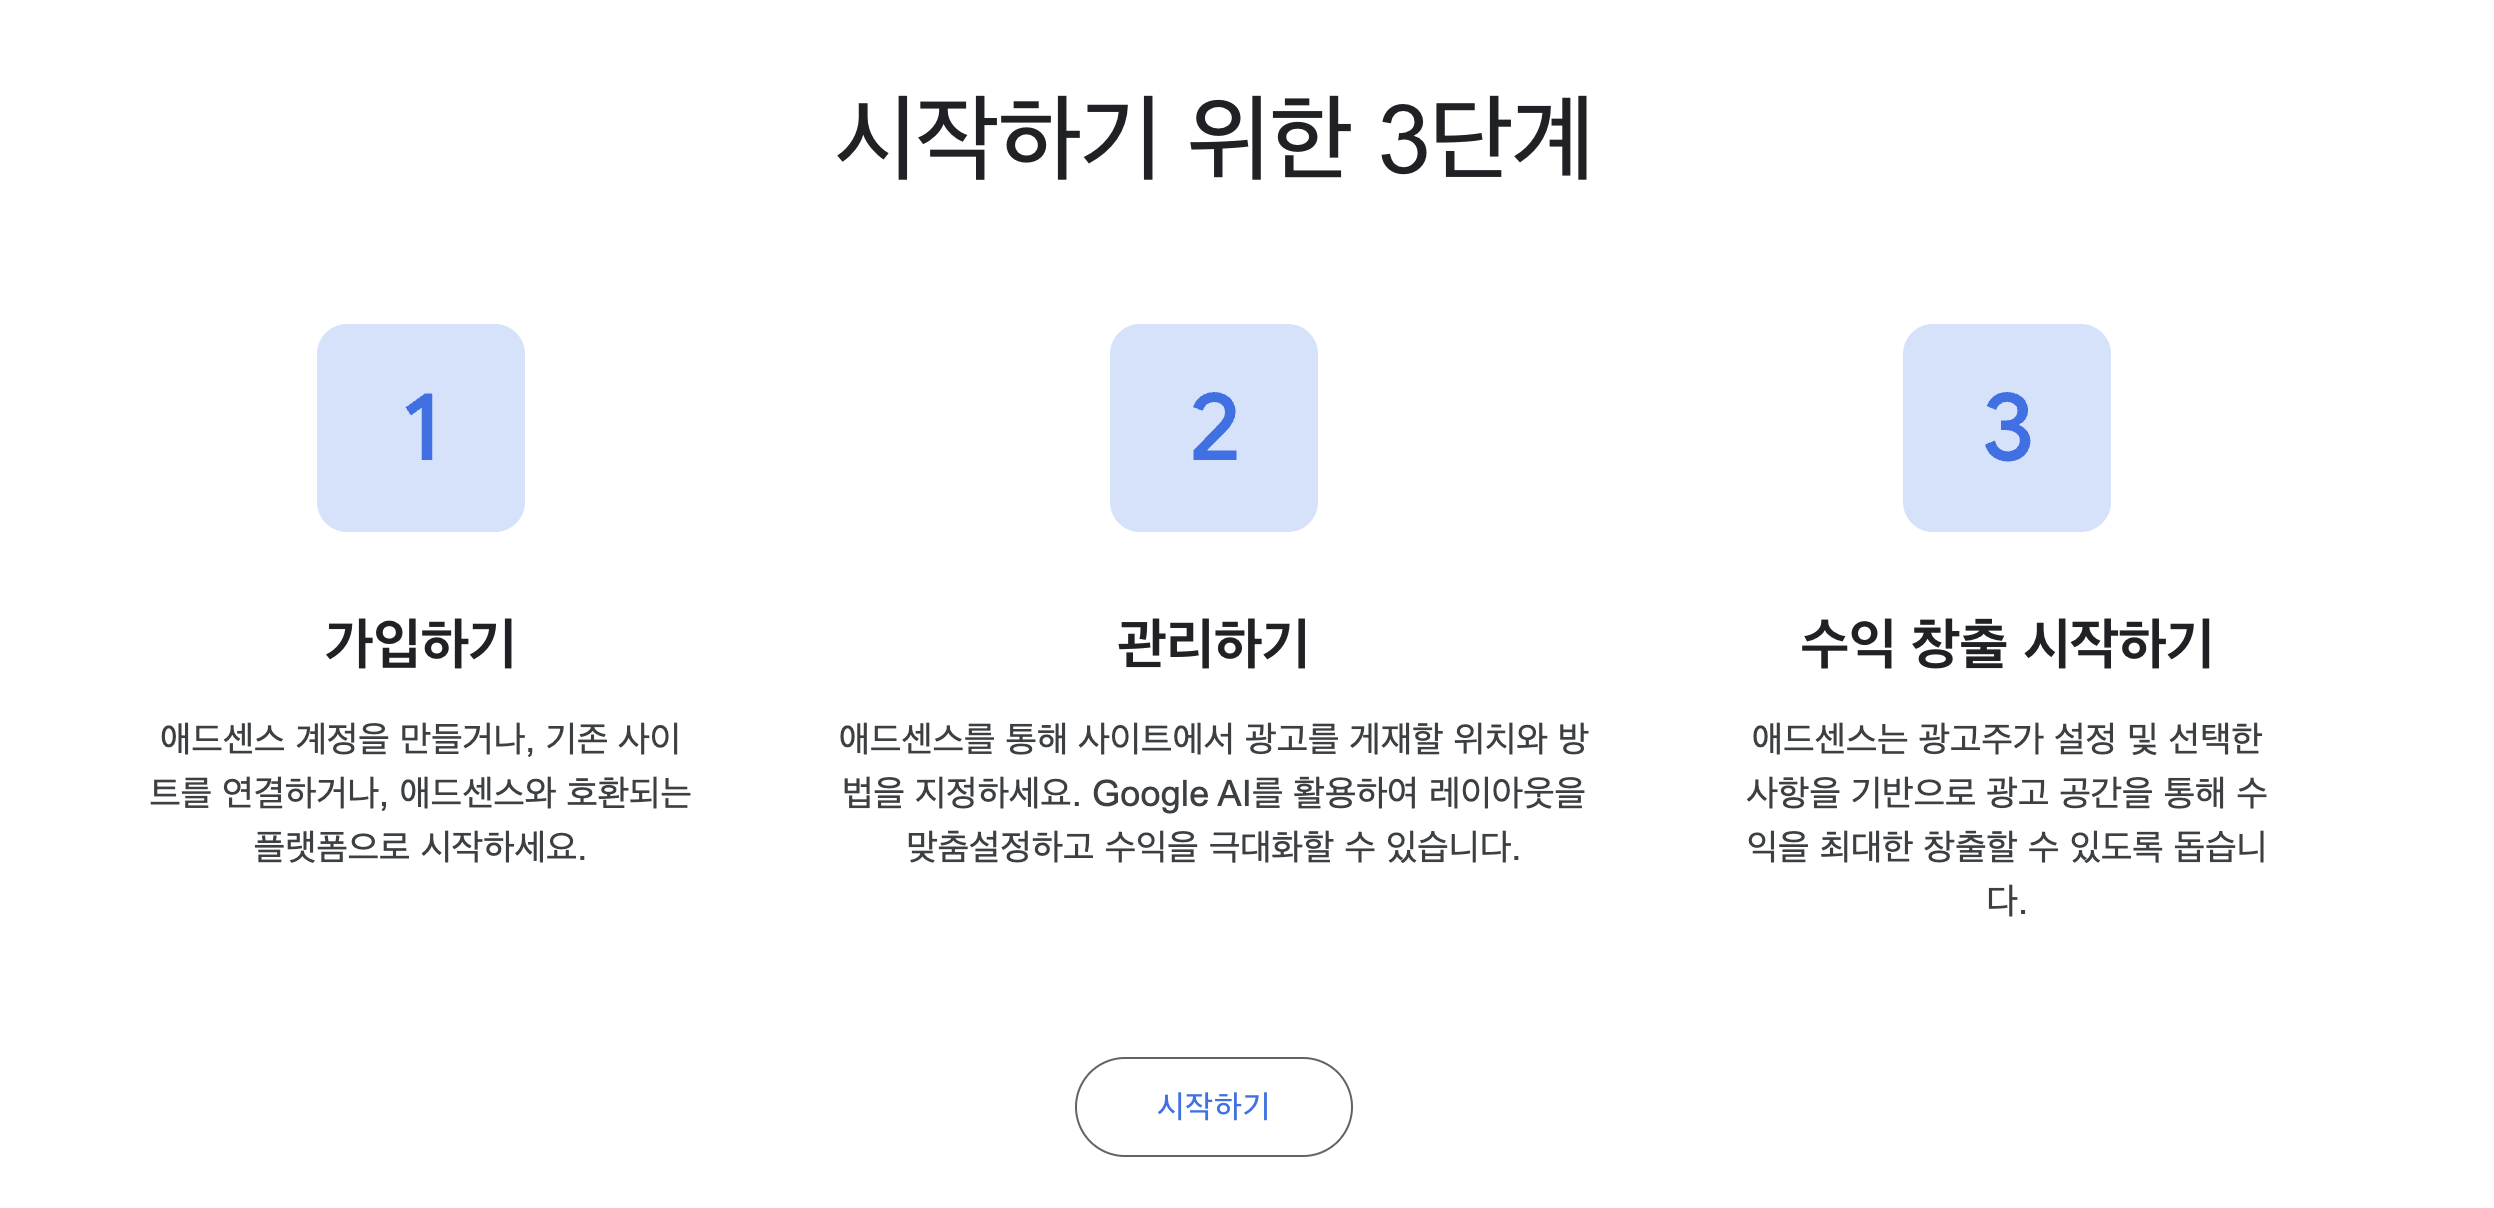 시작하기 위한 3단계
1
2
3
가입하기
애드센스 계정을 만들거나, 기존 사이
트를 연결하거나, 애드센스와 호환되는
플랫폼으로 시작하세요.
관리하기
애드센스를 통해 사이트에서 광고를 게재할 위치와 방
법을 지정하세요. Google AI를 활용하여 레이아웃을
맞춤설정하고 수익을 극대화할 수 있습니다.
수익 창출 시작하기
애드센스는 광고주가 설정 및 선택한
사항을 기반으로 광고 공간을 통해 수
익을 최대한 창출할 수 있도록 돕습니
다.
시작하기